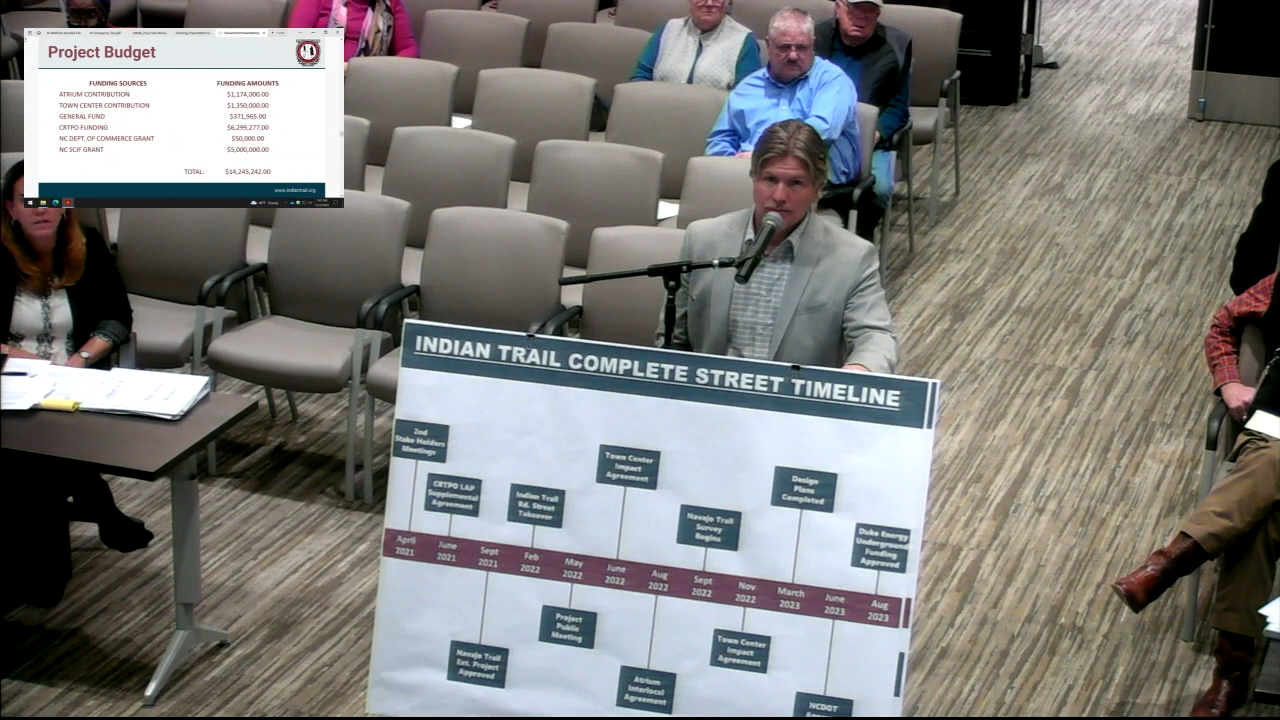 Project Budget
FUNDING SOURCES FUNDING AMOUNTS
ATRIUM CONTRIBUTION $1,174,000.00
TOWN CENTER CONTRIBUTION $1,350,000.00
GENERAL FUND $371,965.00
CRTPO FUNDING $6,299,277.00
NC DEPT. OF COMMERCE GRANT $50,000.00
NC SCIF GRANT $5,000,000.00
TOTAL: $14,245,242.00
www.indiantrail.org
INDIAN TRAIL COMPLETE STREET TIMELINE
2nd
Stake Holders
Meetings
CRTPO LAP
Supplemental
Agreement
Indian Trail
Rd. Street
Takeover
Town Center
Impact
Agreement
Navajo Trail
Survey
Begins
Design
Plans
Completed
Duke Energy
Underground
Funding
Approved
April
2021
June
2021
Sept
2021
Feb
2022
May
2022
June
2022
Aug
2022
Sept
2022
Nov
2022
March
2023
June
2023
Aug
2023
Navajo Trail
Ext. Project
Approved
Project
Public
Meeting
Atrium
Interlocal
Agreement
Town Center
Impact
Agreement
NCDOT